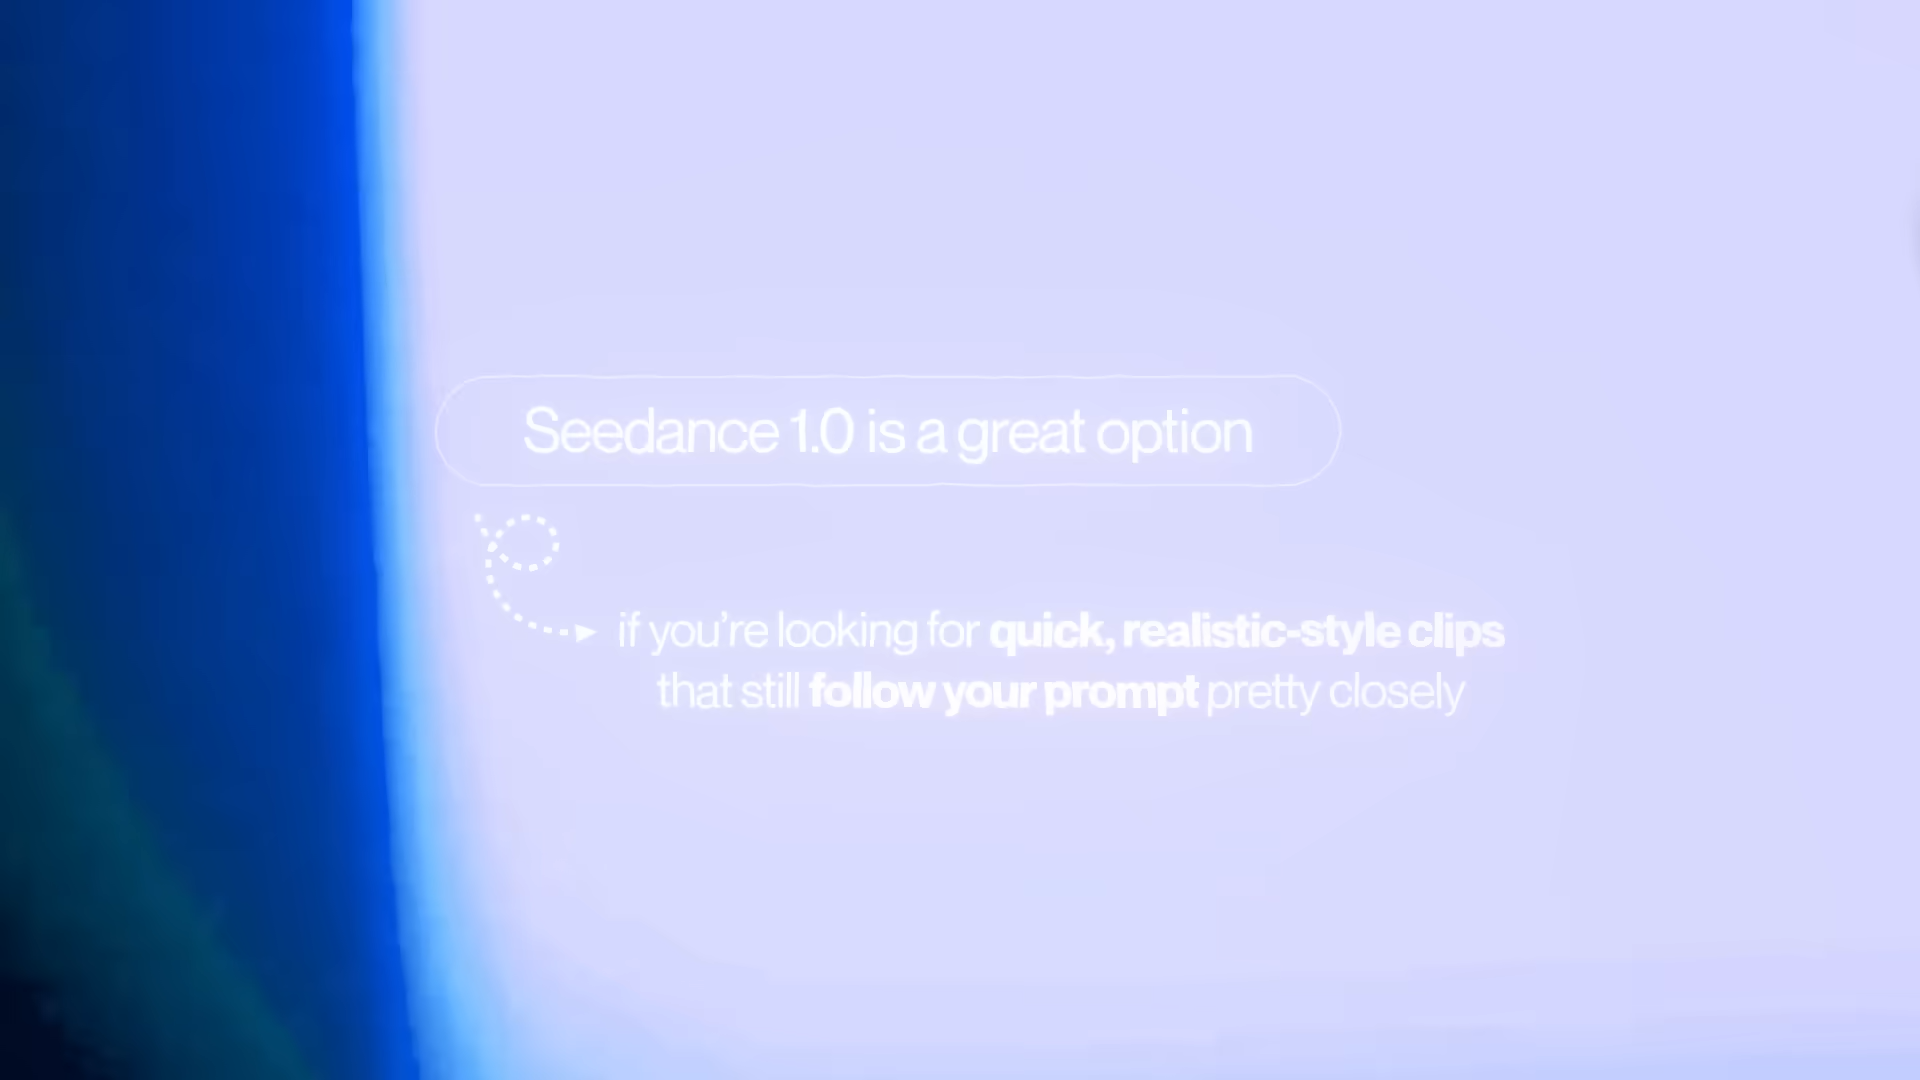 Seedance 1.0 is a great option
if you’re looking for quick, realistic-style clips
that still follow your prompt pretty closely